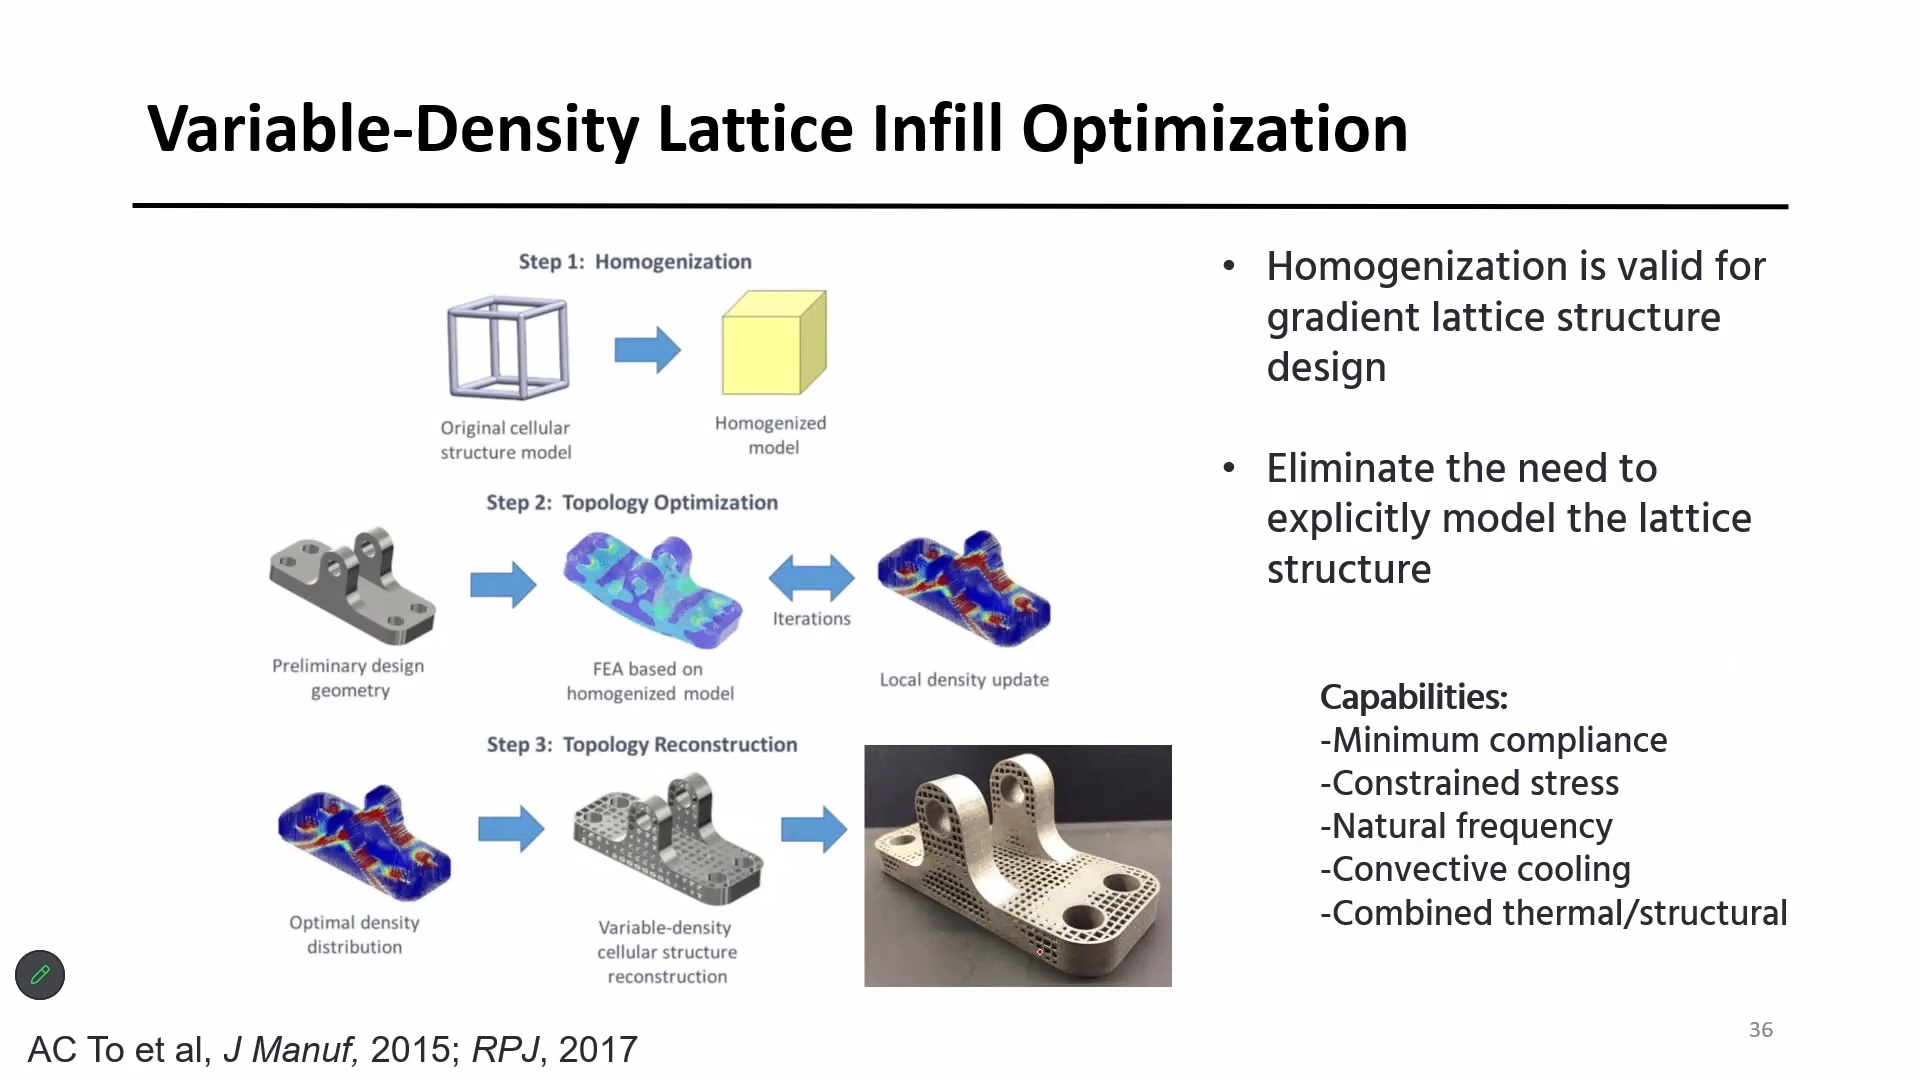 Variable-Density Lattice Infill Optimization
Step 1:  Homogenization
Original cellular
structure model
Homogenized
model
Step 2:  Topology Optimization
Preliminary design
geometry
FEA based on
homogenized model
Iterations
Local density update
Step 3:  Topology Reconstruction
Optimal density
distribution
Variable-density
cellular structure
reconstruction
• Homogenization is valid for
gradient lattice structure
design
• Eliminate the need to
explicitly model the lattice
structure
Capabilities:
-Minimum compliance
-Constrained stress
-Natural frequency
-Convective cooling
-Combined thermal/structural
AC To et al, J Manuf, 2015; RPJ, 2017
36